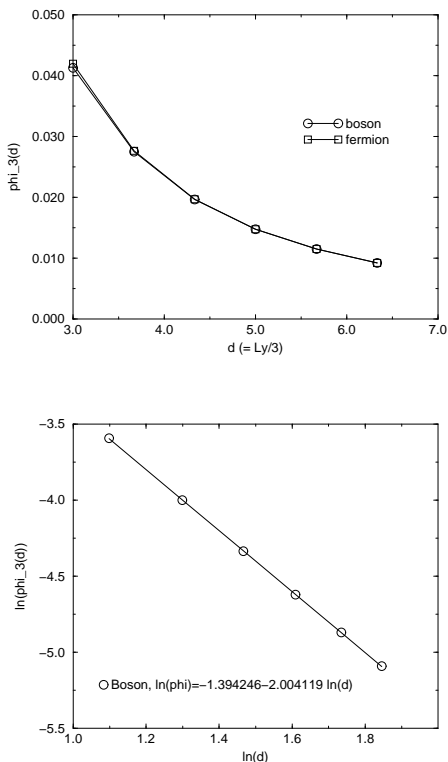 0.050
0.040
0.030
0.020
0.010
0.000
phi_3(d)
boson
fermion
3.0 4.0 5.0 6.0 7.0
d (= Ly/3)
−3.5
−4.0
−4.5
−5.0
−5.5
ln(phi_3(d))
Boson, ln(phi)=−1.394246−2.004119 ln(d)
1.0 1.2 1.4 1.6 1.8
ln(d)